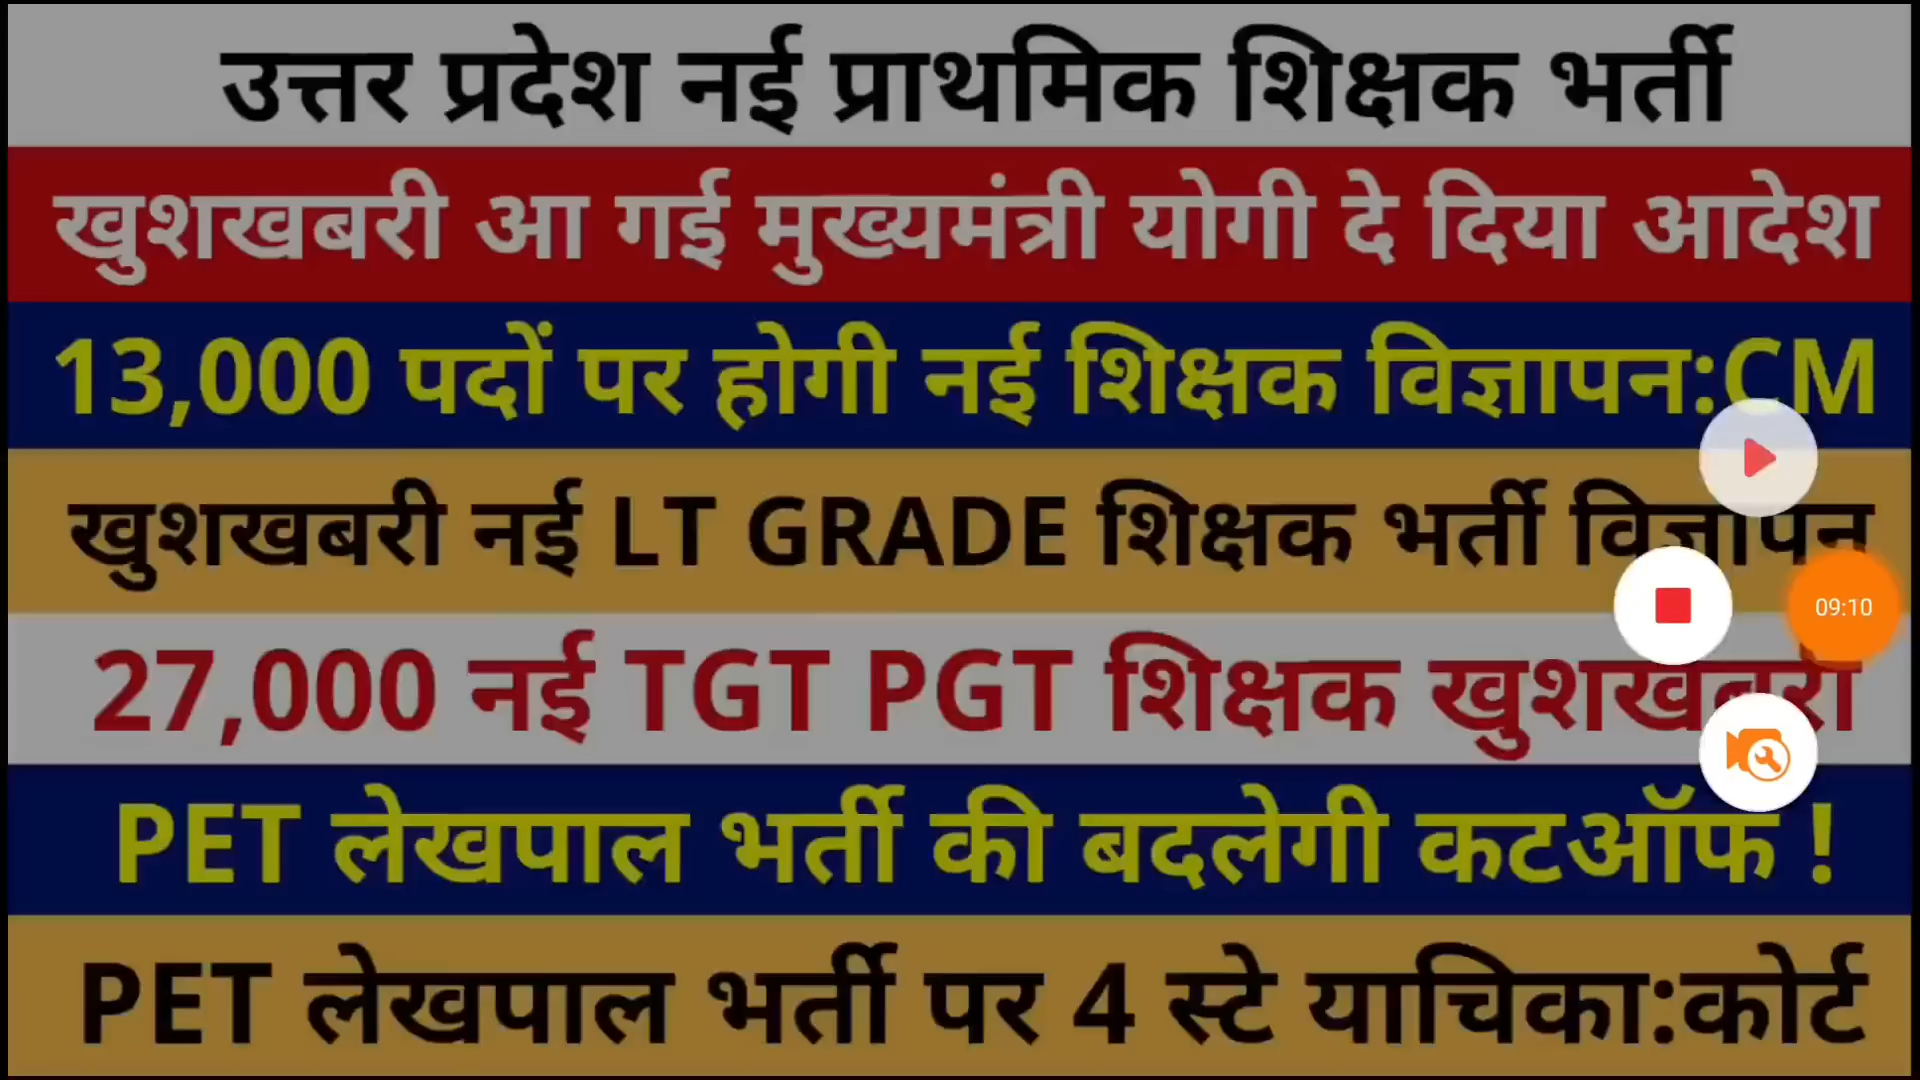 उत्तर प्रदेश नई प्राथमिक शिक्षक भर्ती
खुशखबरी आ गई मुख्यमंत्री योगी दे दिया आदेश
13,000 पदों पर होगी नई शिक्षक विज्ञापन:CM
खुशखबरी नई LT GRADE शिक्षक भर्ती विज्ञापन
09:10
27,000 नई TGT PGT शिक्षक खुशखबरी
PET लेखपाल भर्ती की बदलेगी कटऑफ !
PET लेखपाल भर्ती पर 4 स्टे याचिका:कोर्ट